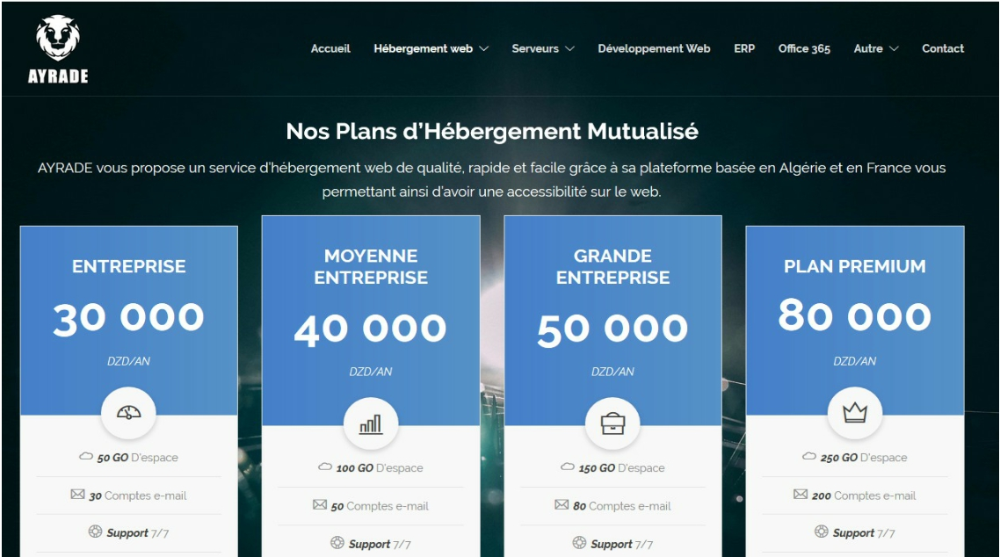 AYRADE
Accueil
Hébergement web
Serveurs
Développement Web
ERP
Office 365
Autre
Contact
Nos Plans d'Hébergement Mutualisé
AYRADE vous propose un service d'hébergement web de qualité, rapide et facile grâce à sa plateforme basée en Algérie et en France vous
permettant ainsi d'avoir une accessibilité sur le web.
ENTREPRISE
30 000
DZD/AN
50 GO D'espace
30 Comptes e-mail
Support 7/7
MOYENNE
ENTREPRISE
40 000
DZD/AN
100 GO D'espace
50 Comptes e-mail
Support 7/7
GRANDE
ENTREPRISE
50 000
DZD/AN
150 GO D'espace
80 Comptes e-mail
Support 7/7
PLAN PREMIUM
80 000
DZD/AN
250 GO D'espace
200 Comptes e-mail
Support 7/7